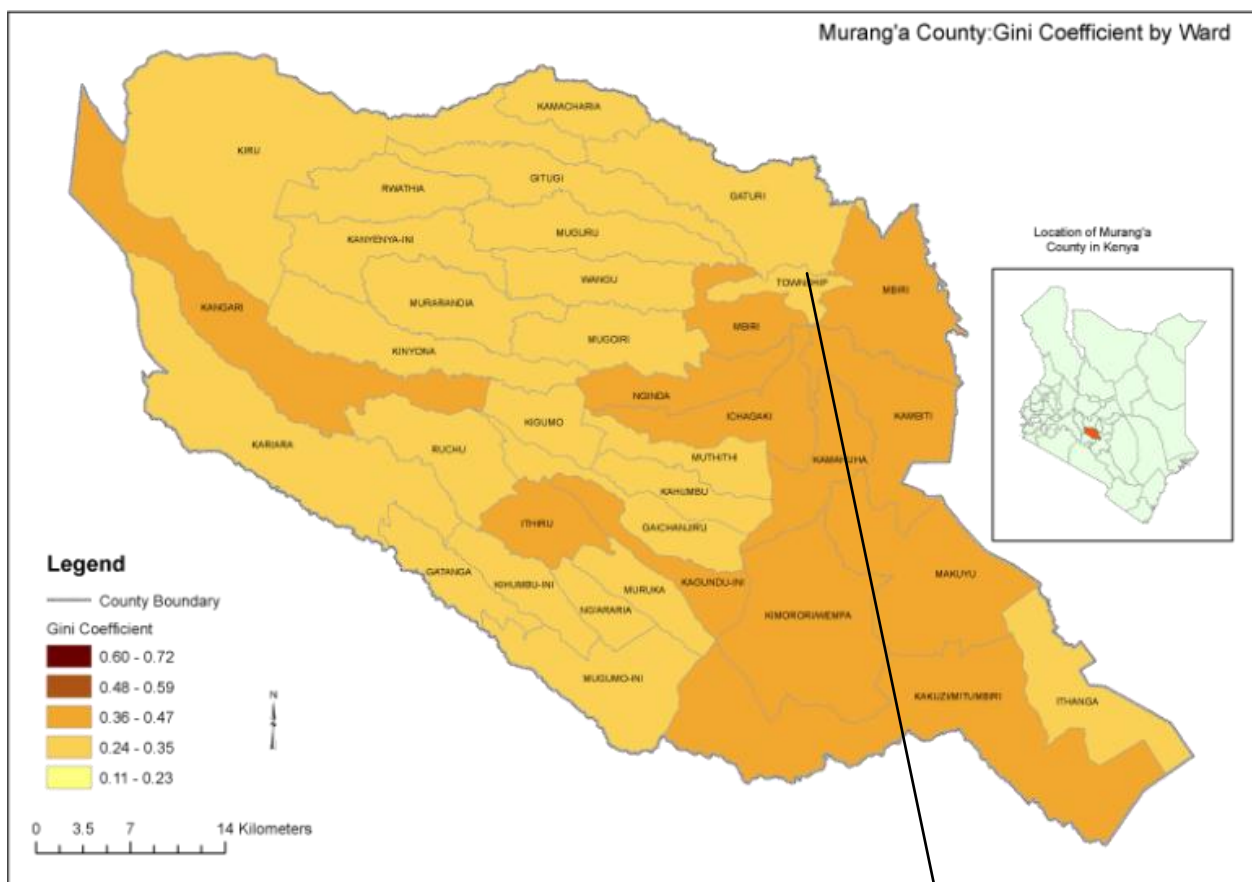 Murang'a County:Gini Coefficient by Ward
KAMACHARIA
KIRU
GITUGI
RWATHIA
GATURI
MUGURU
KANYENYA-INI
WANGU
TOWNSHIP
MBIRI
MURARANDIA
KANGARI
MBIRI
MUGOIRI
KINYONA
NGINDA
ICHAGAKI
KAMBITI
KIGUMO
KARIARA
RUCHU
MUTHITHI
KAMAHUHA
KAHUMBU
ITHIRU
GAICHANJIRU
GATANGA
KIHUMBU-INI
MURUKA
KAGUNDU-INI
MAKUYU
NG'ARARIA
KIMORORI/WEMPA
MUGUMO-INI
KAKUZI/MITUMBIRI
ITHANGA
Location of Murang'a
County in Kenya
Legend
County Boundary
Gini Coefficient
0.60 - 0.72
0.48 - 0.59
0.36 - 0.47
0.24 - 0.35
0.11 - 0.23
N
0 3.5 7 14 Kilometers